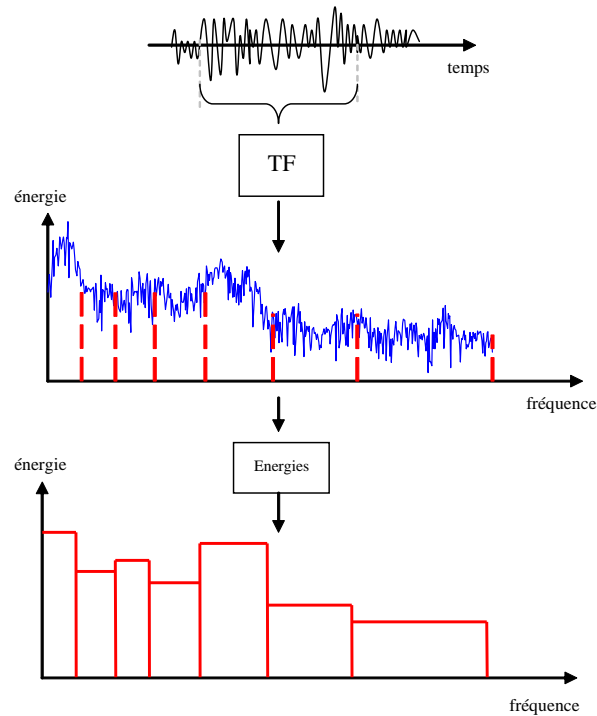 temps
TF
énergie
fréquence
Energies
énergie
fréquence